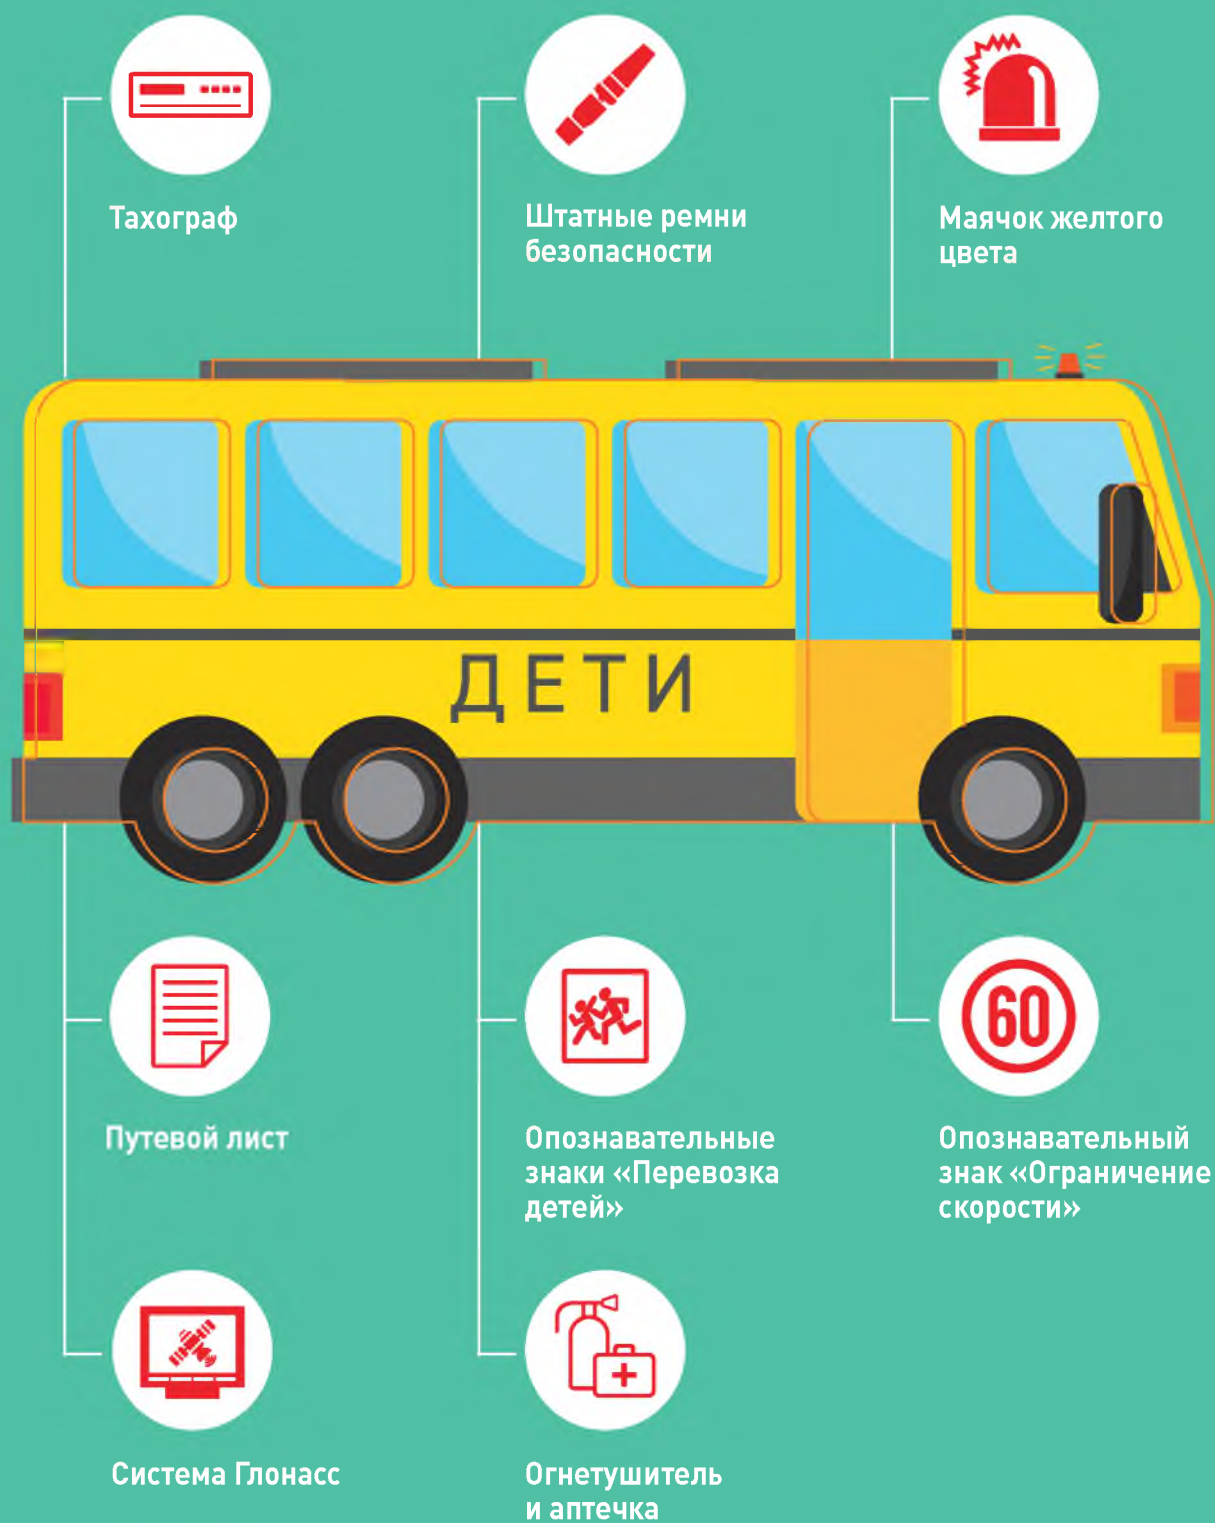 Тахограф
Штатные ремни
безопасности
Маячок желтого
цвета
ДЕТИ
Путевой лист
Опознавательные
знаки «Перевозка
детей»
60
Опознавательный
знак «Ограничение
скорости»
Система Глонасс
Огнетушитель
и аптечка